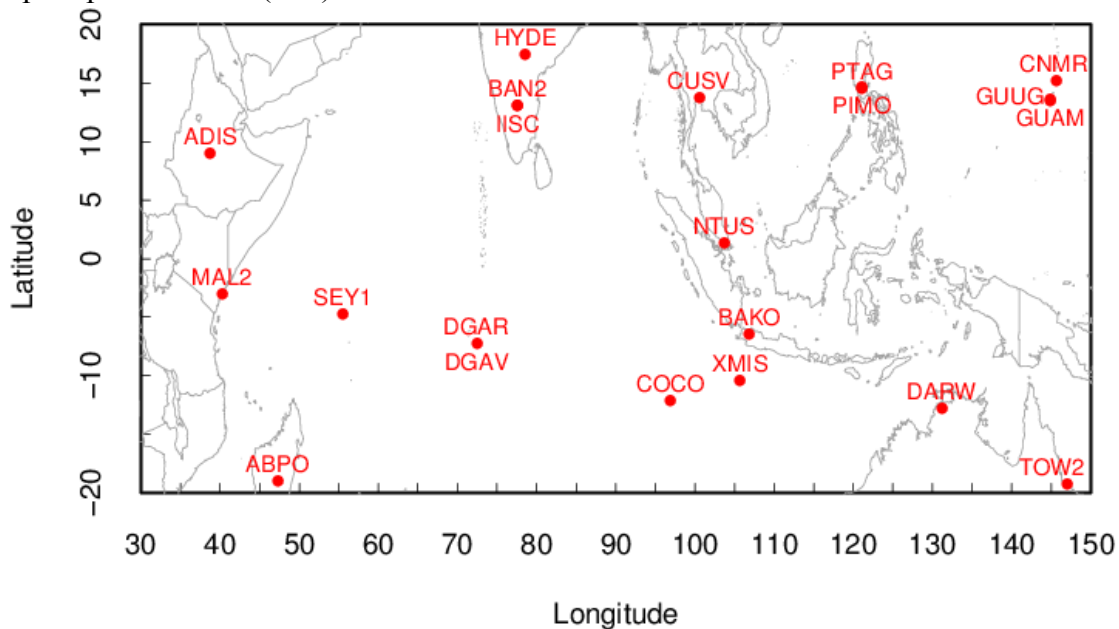 20
15
10
5
0
−10
−20
Latitude
HYDE
BAN2
IISC
CUSV
PTAG
PIMO
CNMR
GUUG
GUAM
ADIS
NTUS
MAL2
SEY1
DGAR
DGAV
BAKO
XMIS
COCO
DARW
ABPO
TOW2
30 40 50 60 70 80 90 100 110 120 130 140 150
Longitude